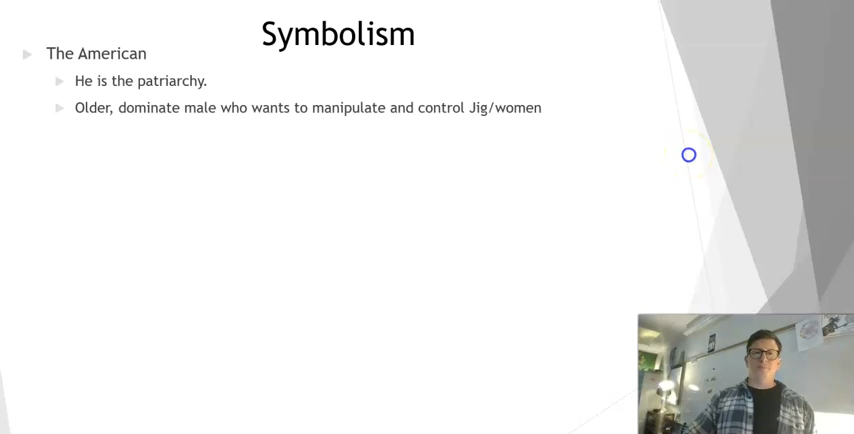 Symbolism
The American
He is the patriarchy.
Older, dominate male who wants to manipulate and control Jig/women